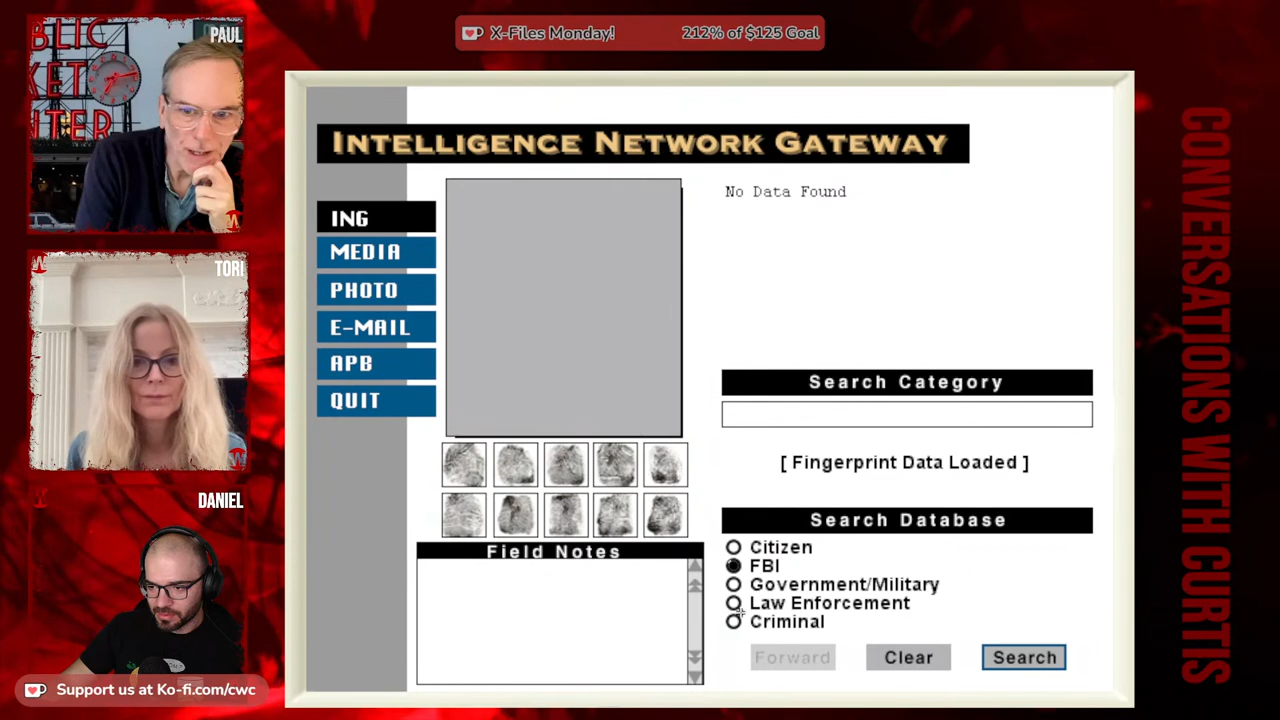 X-Files Monday!
212% of $125 Goal
PAUL
TORI
DANIEL
INTELLIGENCE NETWORK GATEWAY
ING
MEDIA
PHOTO
E-MAIL
APB
QUIT
No Data Found
Search Category
[ Fingerprint Data Loaded ]
Search Database
Citizen
FBI
Government/Military
Law Enforcement
Criminal
Forward
Clear
Search
Field Notes
Support us at Ko-fi.com/cwc
CONVERSATIONS WITH CURTIS